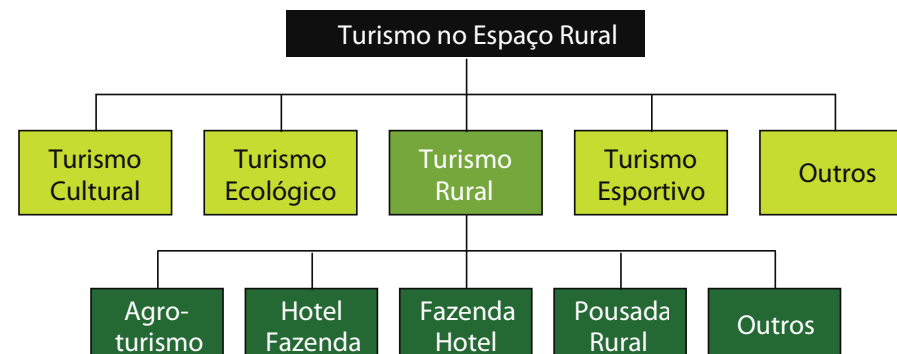 Turismo no Espaço Rural
Turismo
Cultural
Turismo
Ecológico
Turismo
Rural
Turismo
Esportivo
Outros
Agro-
turismo
Hotel
Fazenda
Fazenda
Hotel
Pousada
Rural
Outros